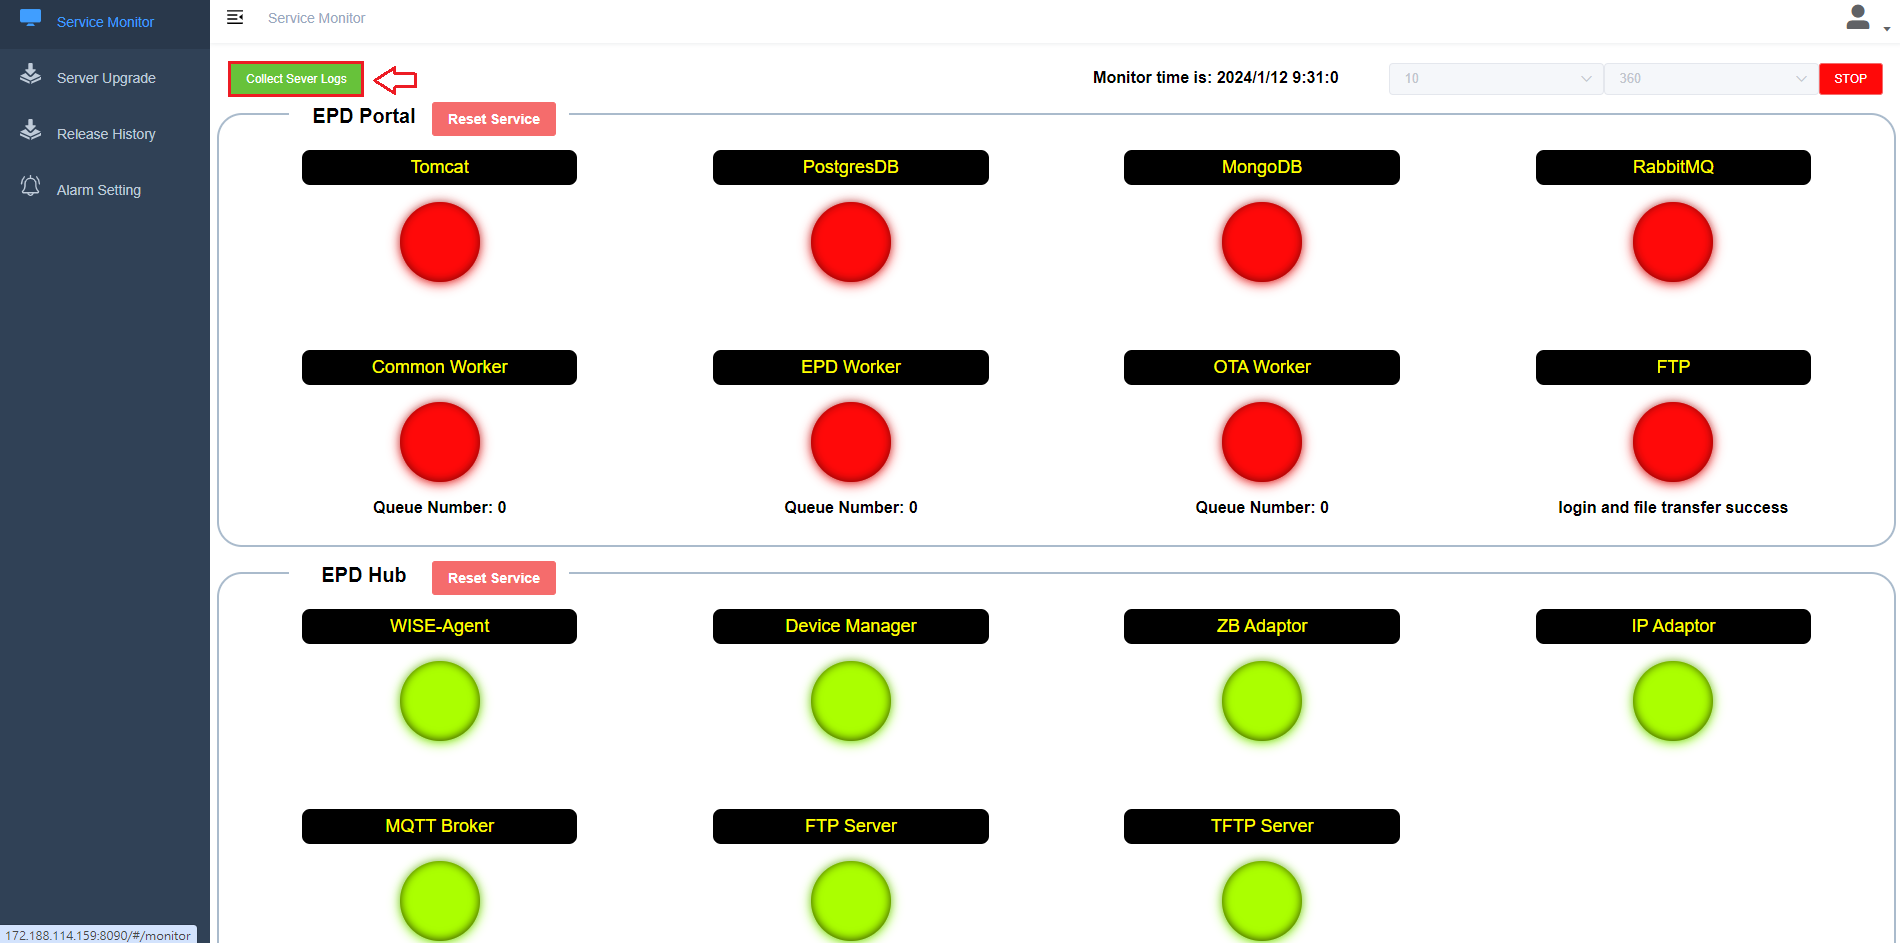 Service Monitor
Server Upgrade
Release History
Alarm Setting
Service Monitor
Collect Sever Logs
Monitor time is: 2024/1/12 9:31:0
10
360
STOP
EPD Portal
Reset Service
Tomcat
PostgresDB
MongoDB
RabbitMQ
Common Worker
EPD Worker
OTA Worker
FTP
Queue Number: 0
Queue Number: 0
Queue Number: 0
login and file transfer success
EPD Hub
Reset Service
WISE-Agent
Device Manager
ZB Adaptor
IP Adaptor
MQTT Broker
FTP Server
TFTP Server
172.188.114.159:8090/#/monitor